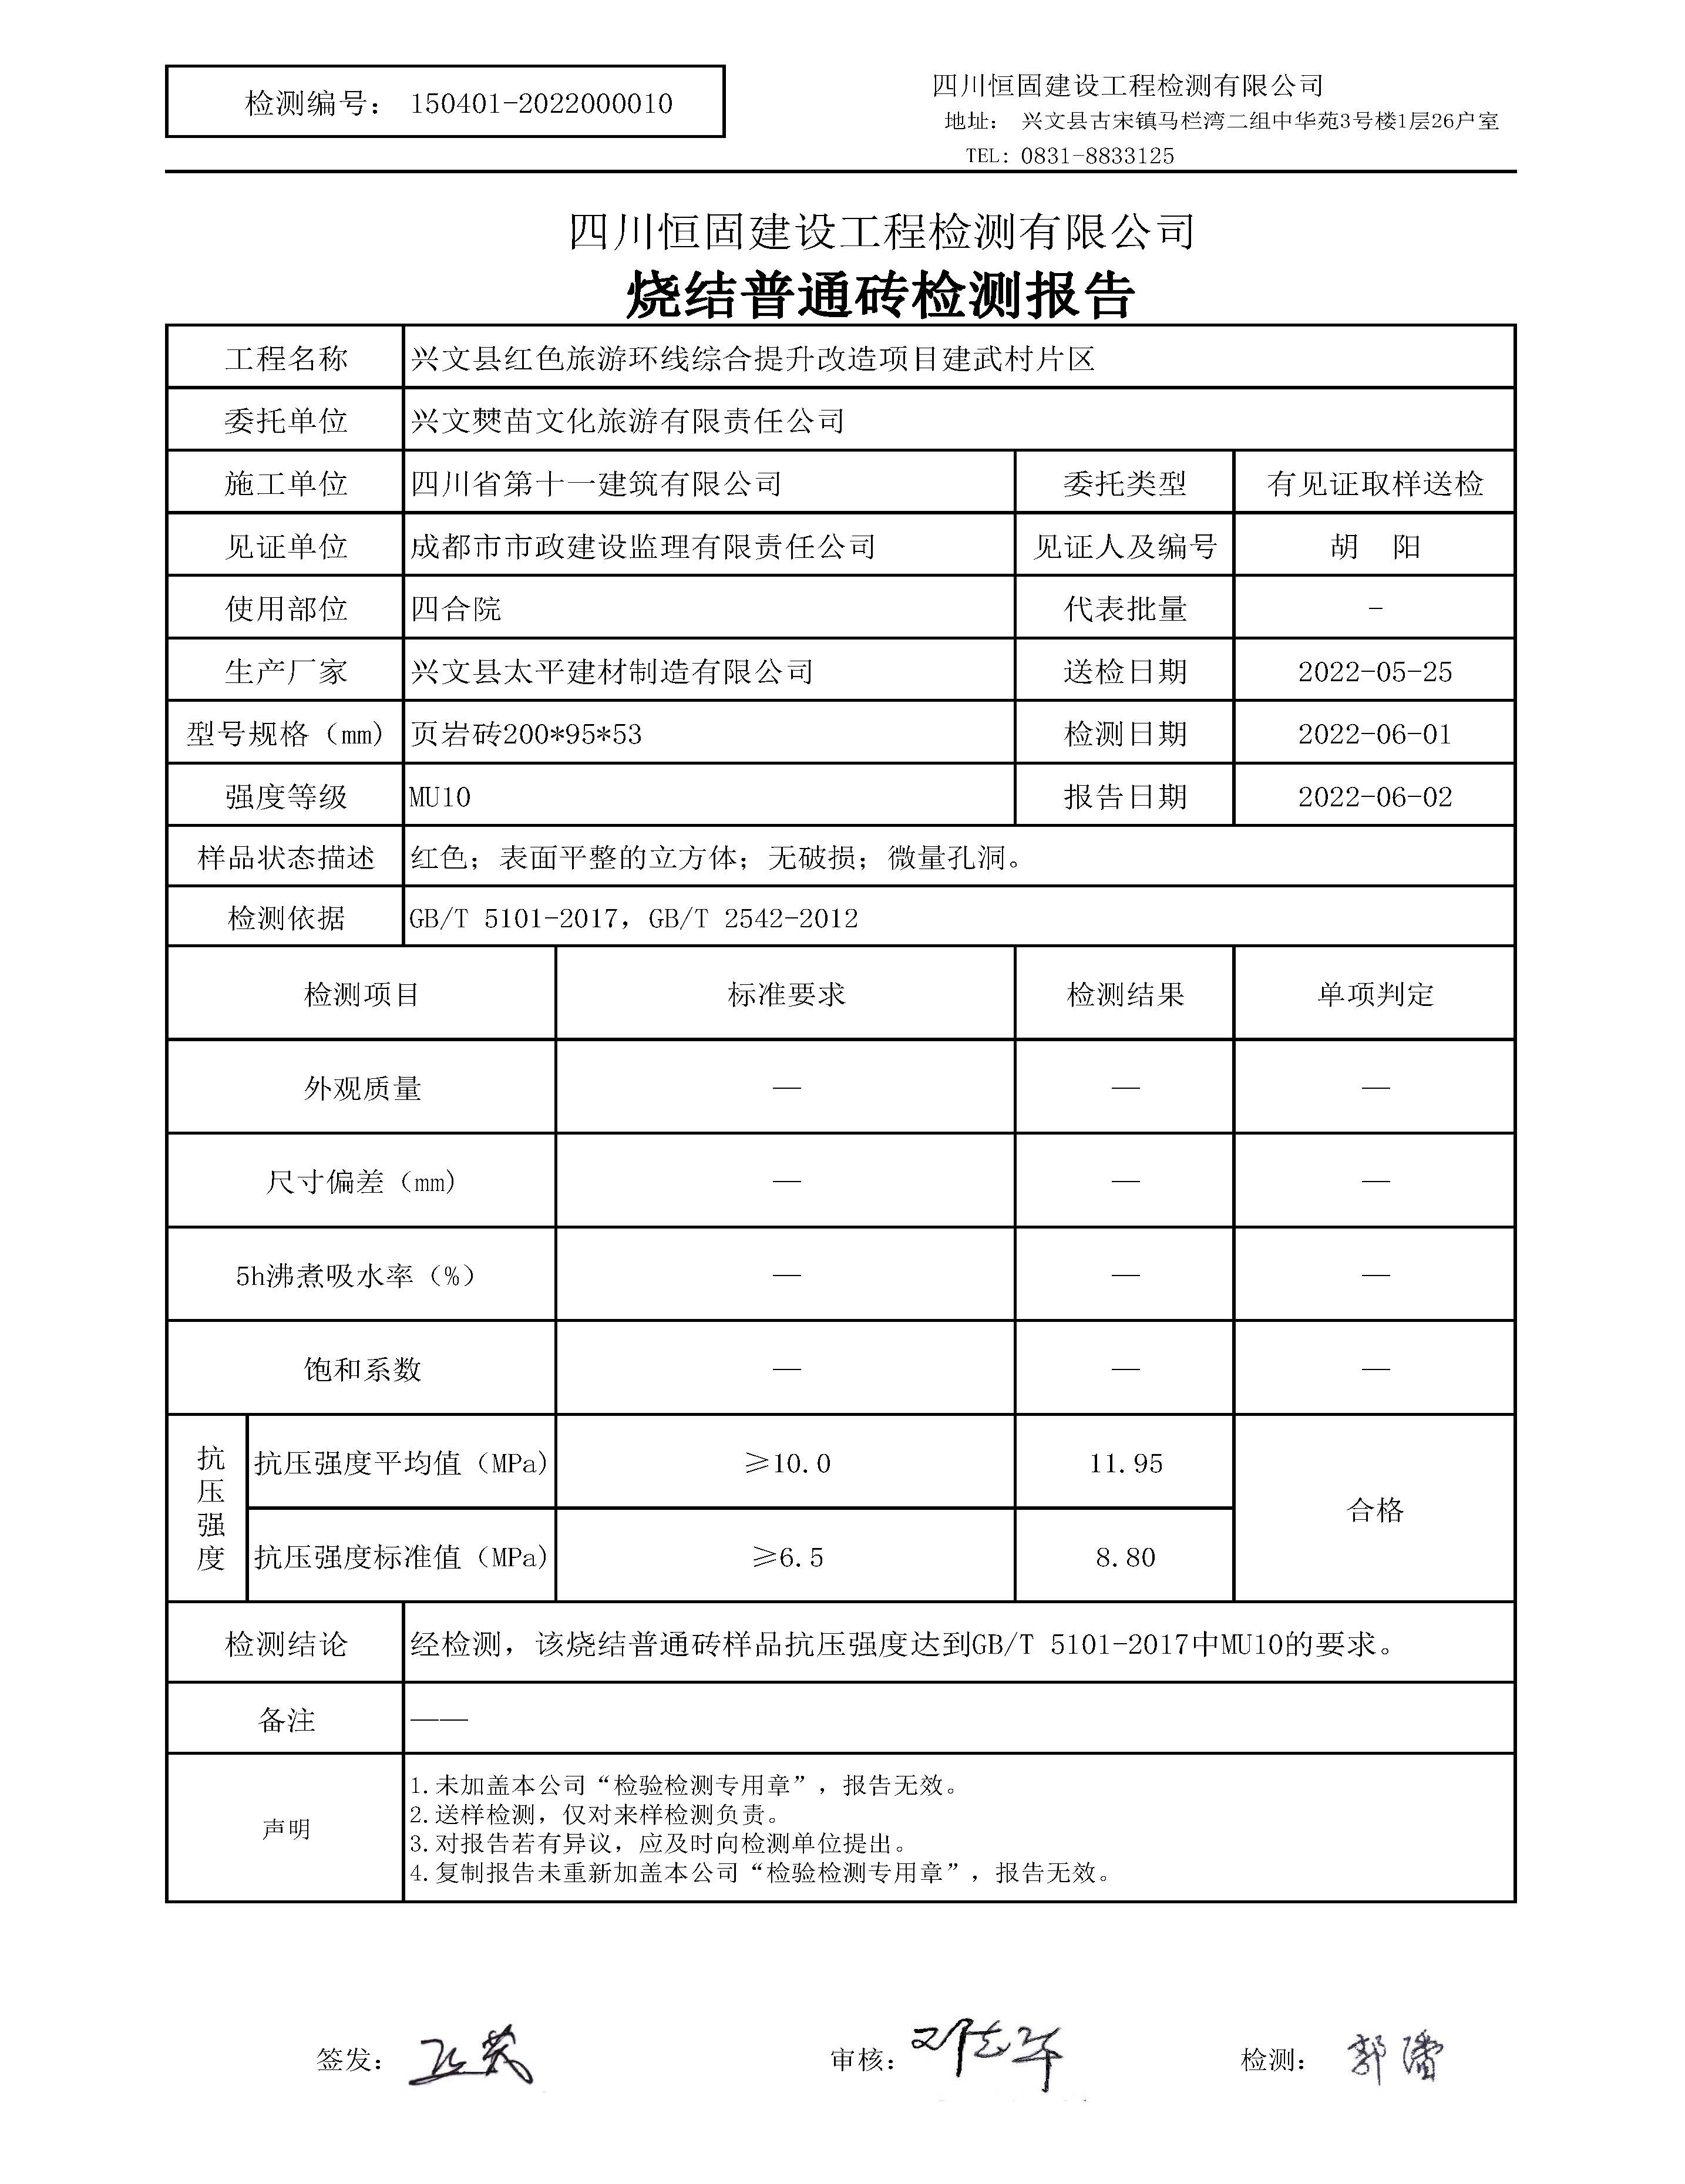 检测编号： 150401-2022000010
四川恒固建设工程检测有限公司
地址： 兴文县古宋镇马栏湾二组中华苑3号楼1层26户室
TEL: 0831-8833125
四川恒固建设工程检测有限公司
烧结普通砖检测报告
工程名称 兴文县红色旅游环线综合提升改造项目建武村片区
委托单位 兴文僰苗文化旅游有限责任公司
施工单位 四川省第十一建筑有限公司 委托类型 有见证取样送检
见证单位 成都市市政建设监理有限责任公司 见证人及编号 胡 阳
使用部位 四合院 代表批量 -
生产厂家 兴文县太平建材制造有限公司 送检日期 2022-05-25
型号规格（mm) 页岩砖200*95*53 检测日期 2022-06-01
强度等级 MU10 报告日期 2022-06-02
样品状态描述 红色；表面平整的立方体；无破损；微量孔洞。
检测依据 GB/T 5101-2017，GB/T 2542-2012
检测项目 标准要求 检测结果 单项判定
外观质量 — — —
尺寸偏差（mm) — — —
5h沸煮吸水率（%） — — —
饱和系数 — — —
抗压强度 抗压强度平均值（MPa) ≥10.0 11.95 合格
抗压强度标准值（MPa) ≥6.5 8.80
检测结论 经检测，该烧结普通砖样品抗压强度达到GB/T 5101-2017中MU10的要求。
备注 ——
声明 1.未加盖本公司“检验检测专用章”，报告无效。
2.送样检测，仅对来样检测负责。
3.对报告若有异议，应及时向检测单位提出。
4.复制报告未重新加盖本公司“检验检测专用章”，报告无效。
签发： 审核： 邓志军 检测： 郭潘